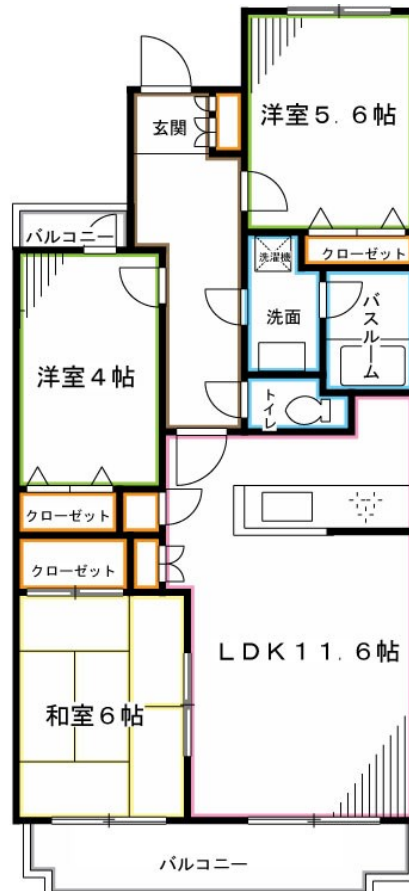 玄関
洋室5.6帖
バルコニー
クローゼット
洗濯機
洗面
バスルーム
洋室4帖
トイレ
クローゼット
クローゼット
LDK11.6帖
和室6帖
バルコニー